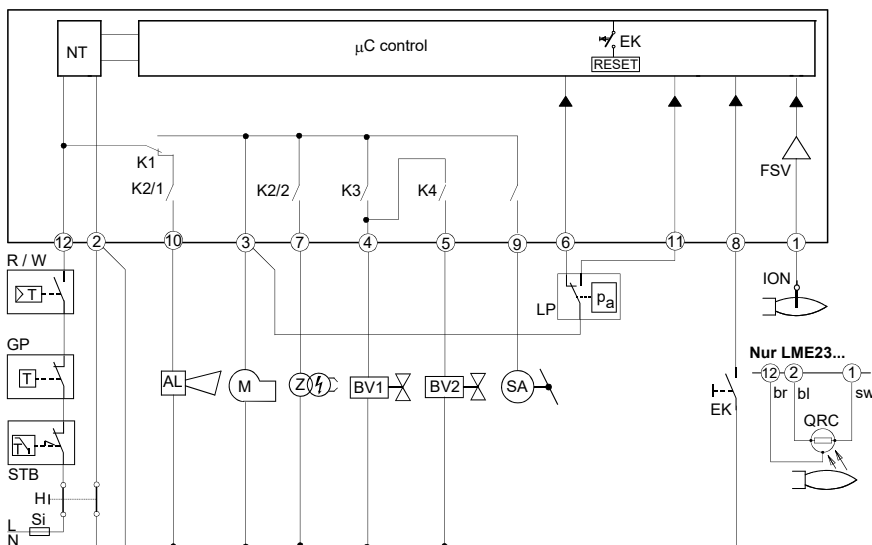 NT
μC control
EK
RESET
FSV
K1
K2/1
K2/2
K3
K4
12
2
10
3
7
4
5
9
6
11
8
1
R / W
T
LP
pa
ION
GP
T
AL
M
Z
BV1
BV2
SA
EK
Nur LME23...
12
2
1
br
bl
sw
QRC
T
STB
H
L
Si
N